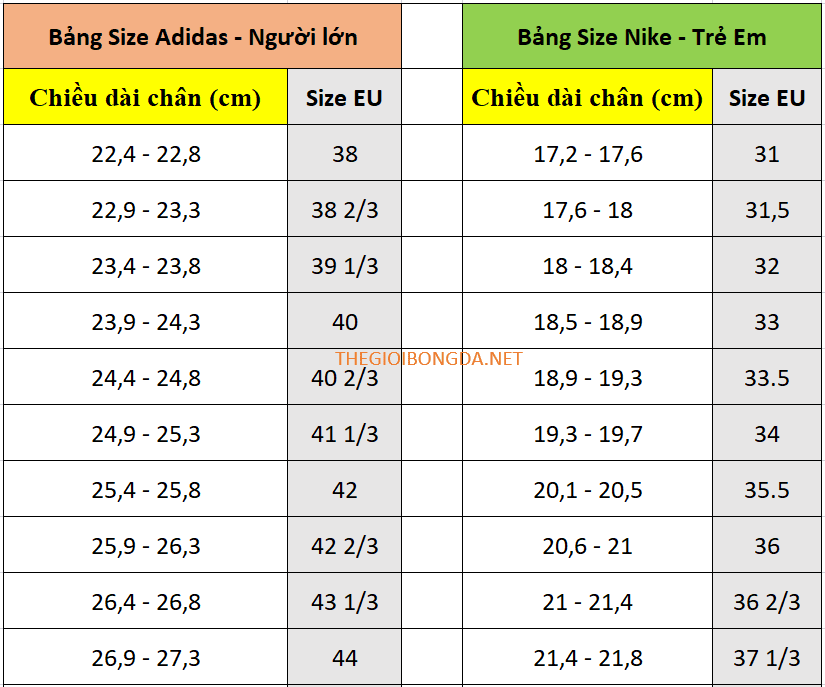 Bảng Size Adidas - Người lớn Bảng Size Nike - Trẻ Em
Chiều dài chân (cm) Size EU Chiều dài chân (cm) Size EU
22,4 - 22,8 38 17,2 - 17,6 31
22,9 - 23,3 38 2/3 17,6 - 18 31,5
23,4 - 23,8 39 1/3 18 - 18,4 32
23,9 - 24,3 40 18,5 - 18,9 33
THEGIOIBONGDA.NET
24,4 - 24,8 40 2/3 18,9 - 19,3 33.5
24,9 - 25,3 41 1/3 19,3 - 19,7 34
25,4 - 25,8 42 20,1 - 20,5 35.5
25,9 - 26,3 42 2/3 20,6 - 21 36
26,4 - 26,8 43 1/3 21 - 21,4 36 2/3
26,9 - 27,3 44 21,4 - 21,8 37 1/3